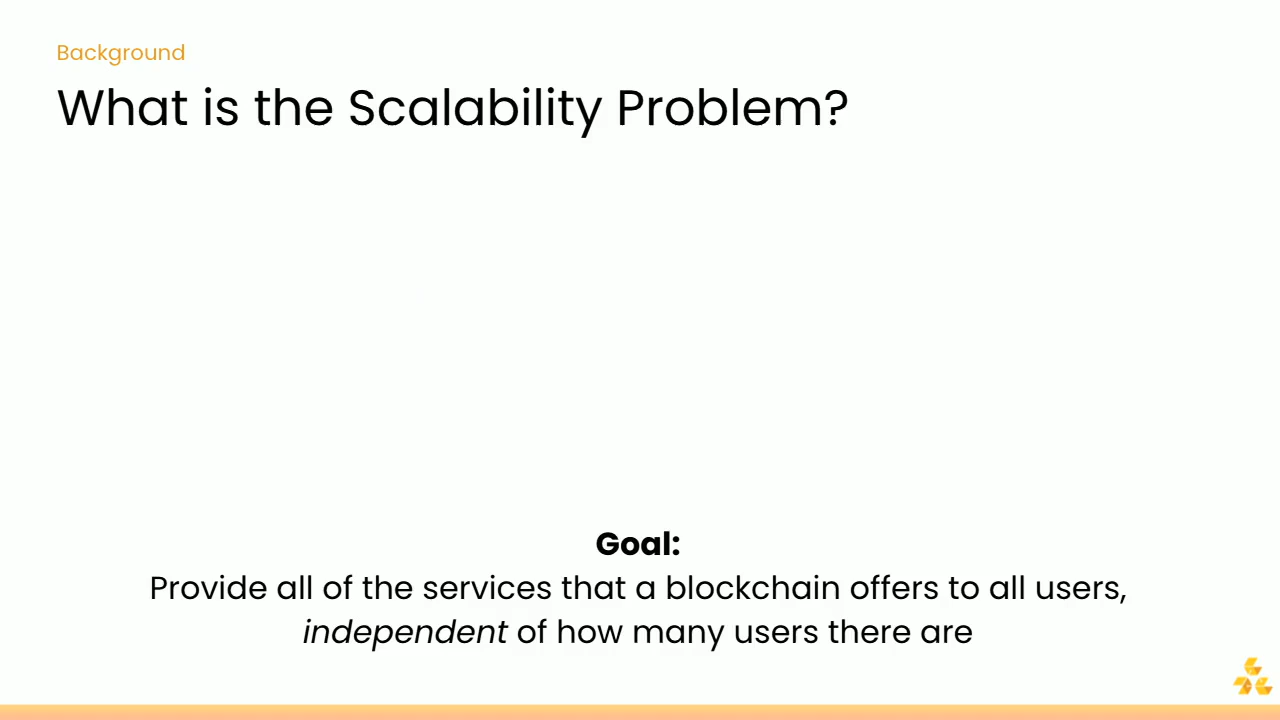 Background
What is the Scalability Problem?
Goal:
Provide all of the services that a blockchain offers to all users,
independent of how many users there are